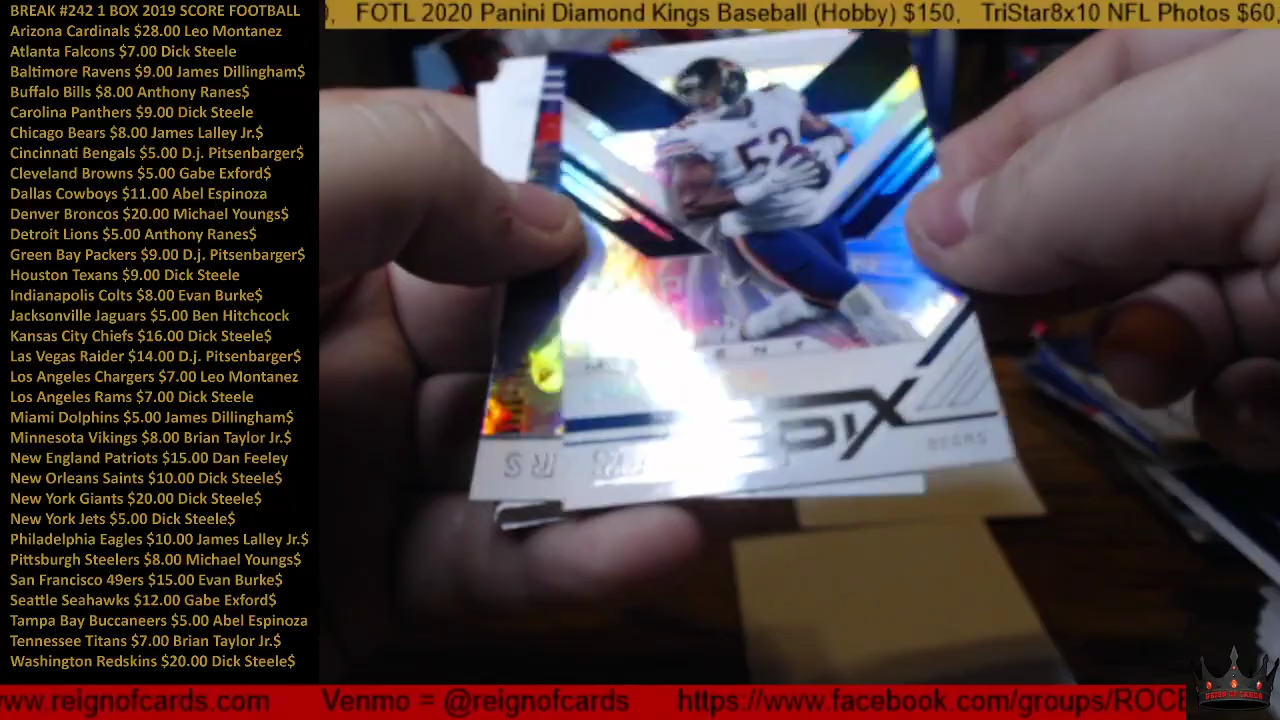 BREAK #242 1 BOX 2019 SCORE FOOTBALL
Arizona Cardinals $28.00 Leo Montanez
Atlanta Falcons $7.00 Dick Steele
Baltimore Ravens $9.00 James Dillingham$
Buffalo Bills $8.00 Anthony Ranes$
Carolina Panthers $9.00 Dick Steele
Chicago Bears $8.00 James Lalley Jr.$
Cincinnati Bengals $5.00 D.j. Pitsenbarger$
Cleveland Browns $5.00 Gabe Exford$
Dallas Cowboys $11.00 Abel Espinoza
Denver Broncos $20.00 Michael Youngs$
Detroit Lions $5.00 Anthony Ranes$
Green Bay Packers $9.00 D.j. Pitsenbarger$
Houston Texans $9.00 Dick Steele
Indianapolis Colts $8.00 Evan Burke$
Jacksonville Jaguars $5.00 Ben Hitchcock
Kansas City Chiefs $16.00 Dick Steele$
Las Vegas Raider $14.00 D.j. Pitsenbarger$
Los Angeles Chargers $7.00 Leo Montanez
Los Angeles Rams $7.00 Dick Steele
Miami Dolphins $5.00 James Dillingham$
Minnesota Vikings $8.00 Brian Taylor Jr.$
New England Patriots $15.00 Dan Feeley
New Orleans Saints $10.00 Dick Steele$
New York Giants $20.00 Dick Steele$
New York Jets $5.00 Dick Steele$
Philadelphia Eagles $10.00 James Lalley Jr.$
Pittsburgh Steelers $8.00 Michael Youngs$
San Francisco 49ers $15.00 Evan Burke$
Seattle Seahawks $12.00 Gabe Exford$
Tampa Bay Buccaneers $5.00 Abel Espinoza
Tennessee Titans $7.00 Brian Taylor Jr.$
Washington Redskins $20.00 Dick Steele$
FOTL 2020 Panini Diamond Kings Baseball (Hobby) $150, TriStar8x10 NFL Photos $60,
52
PIX
BEARS
www.reignofcards.com Venmo = @reignofcards https://www.facebook.com/groups/ROCB
REIGN OF CARDS